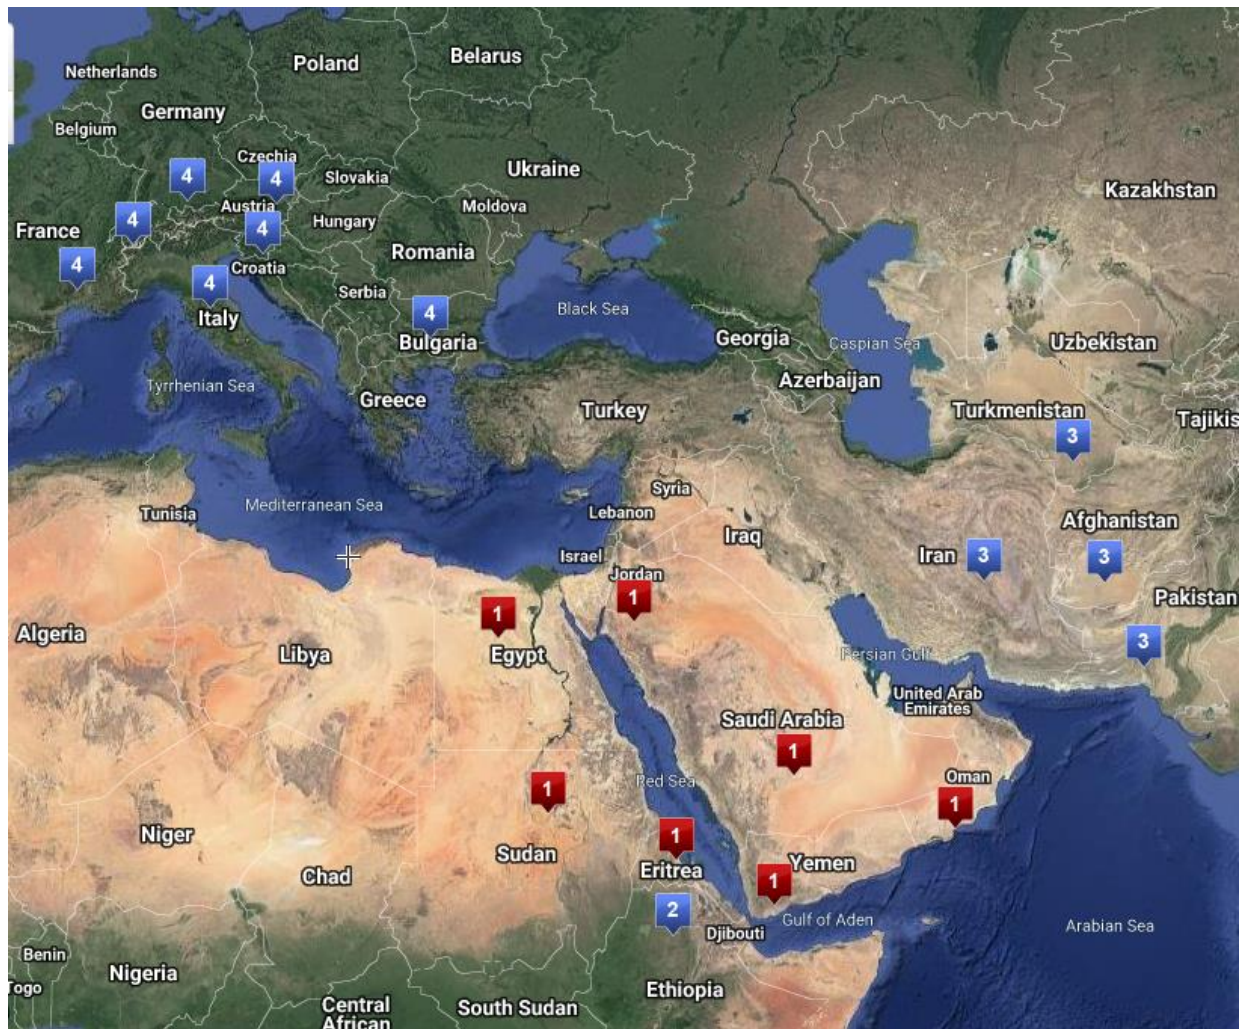 Belarus
Poland
Netherlands
Germany
Belgium
Czechia
Ukraine
4
4
Slovakia
Kazakhstan
Austria
Moldova
4
Hungary
4
France
Romania
4
Croatia
4
Serbia
4
Italy
Black Sea
Bulgaria
Georgia
Caspian Sea
Uzbekistan
Tyrrhenian Sea
Azerbaijan
Greece
Turkey
Turkmenistan
Tajikis
3
Syria
Mediterranean Sea
Tunisia
Lebanon
Afghanistan
Iraq
Israel
Iran
3
3
Jordan
1
Pakistan
1
Algeria
3
Libya
Egypt
Persian Gulf
United Arab
Emirates
Saudi Arabia
1
Red Sea
Oman
1
1
Niger
1
Sudan
Yemen
Eritrea
Chad
1
2
Gulf of Aden
Arabian Sea
Djibouti
Benin
Nigeria
Togo
Ethiopia
Central
African
South Sudan